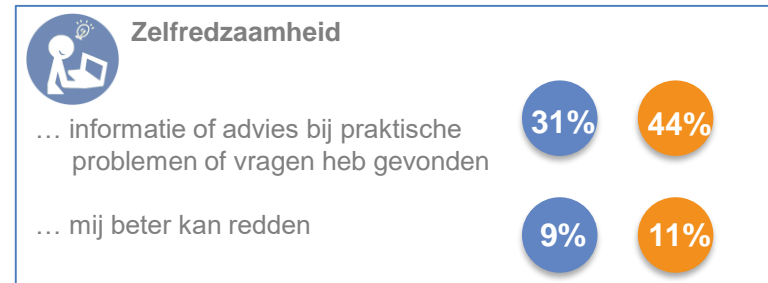 Zelfredzaamheid
… informatie of advies bij praktische 31% 44%
problemen of vragen heb gevonden
… mij beter kan redden 9% 11%